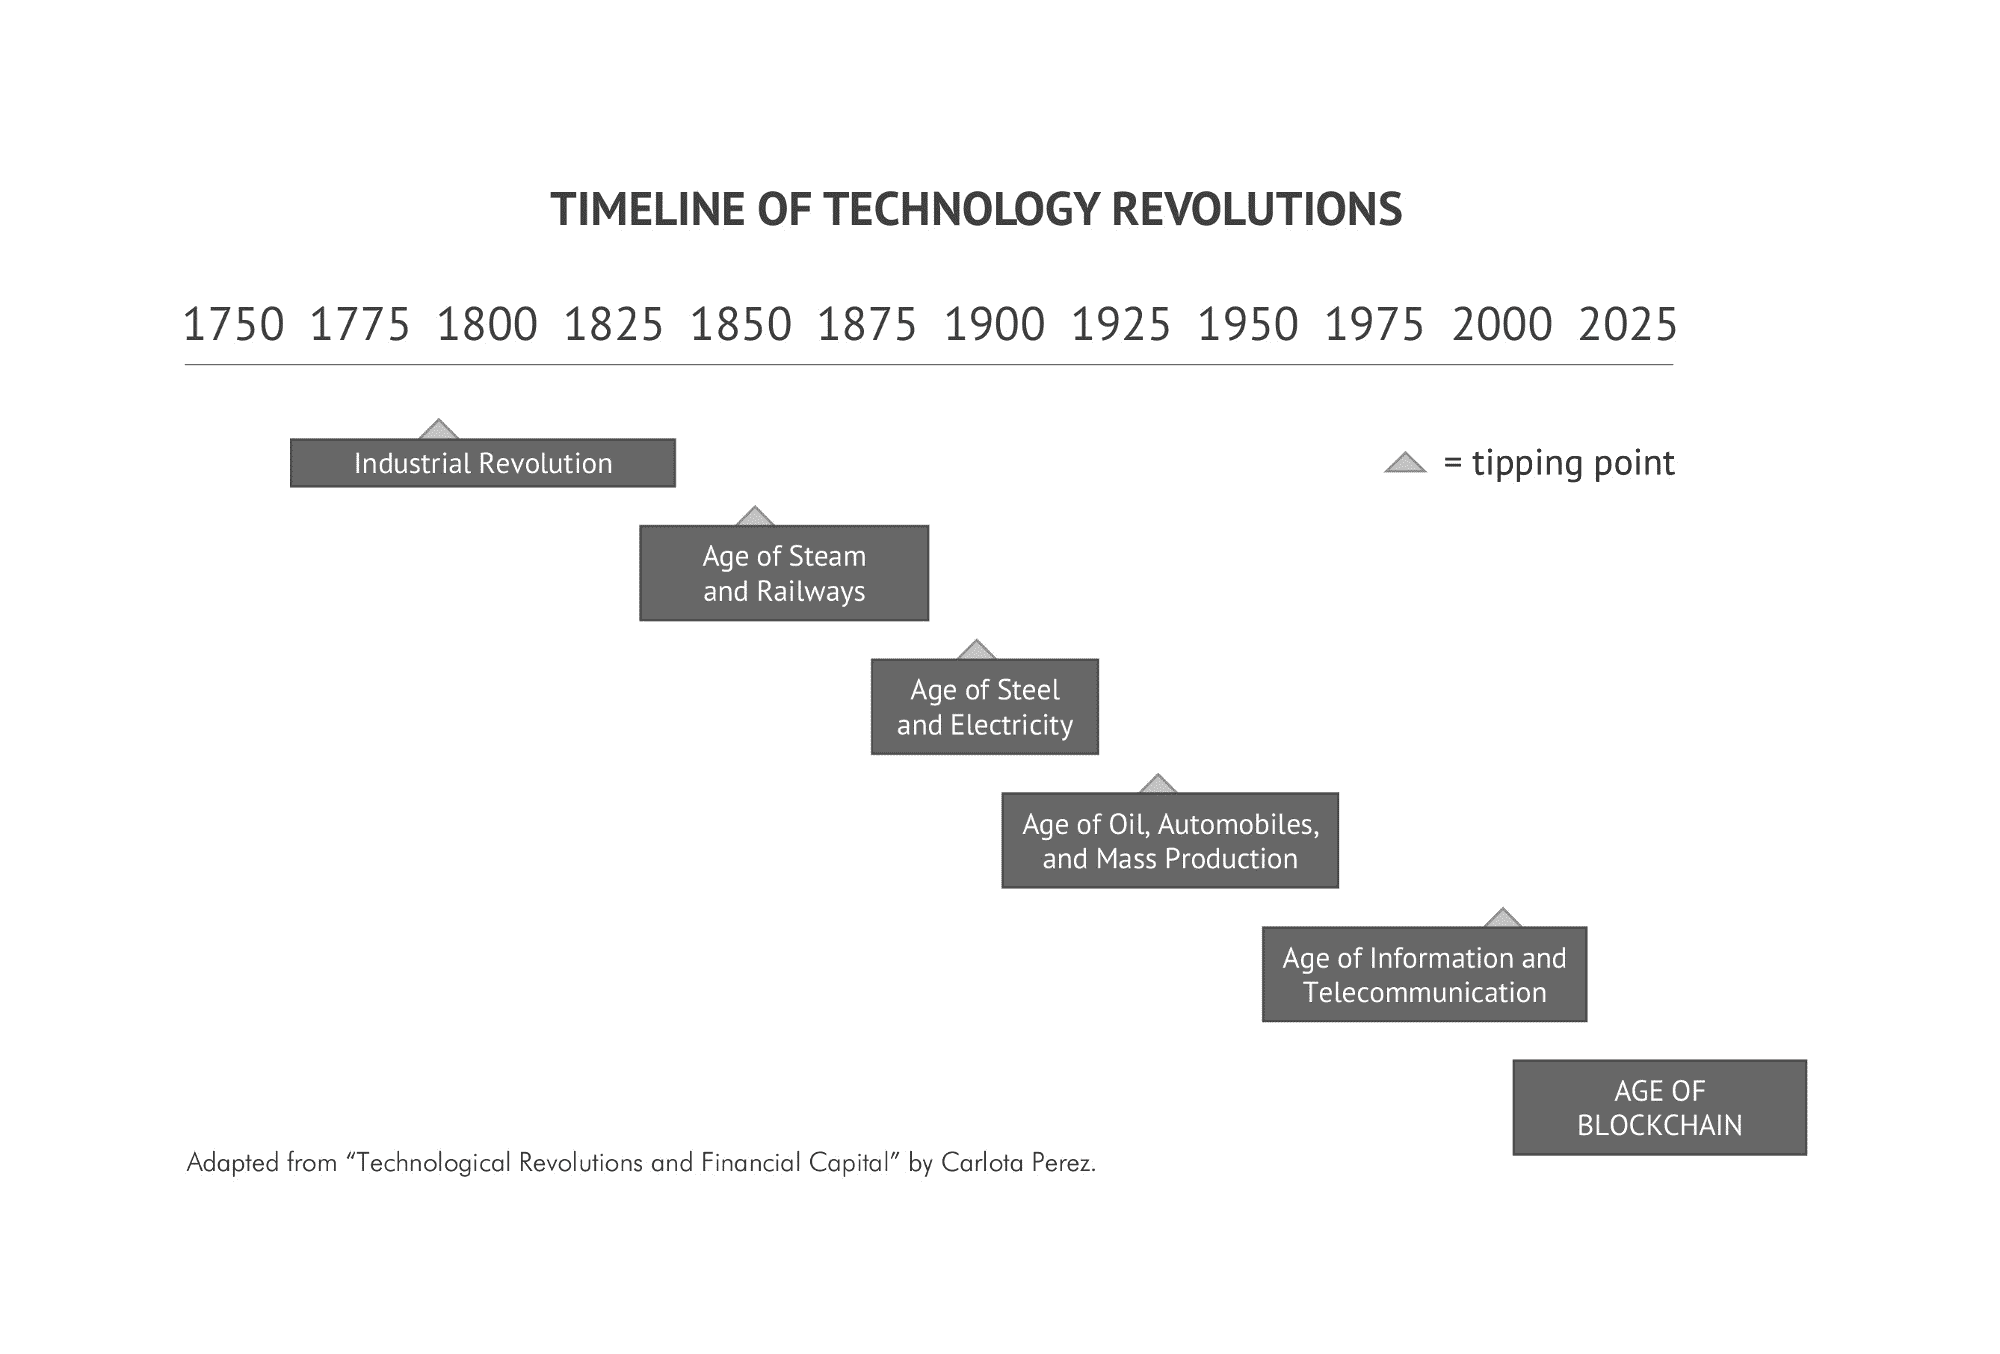 TIMELINE OF TECHNOLOGY REVOLUTIONS
1750 1775 1800 1825 1850 1875 1900 1925 1950 1975 2000 2025
Industrial Revolution
= tipping point
Age of Steam
and Railways
Age of Steel
and Electricity
Age of Oil, Automobiles,
and Mass Production
Age of Information and
Telecommunication
AGE OF
BLOCKCHAIN
Adapted from “Technological Revolutions and Financial Capital” by Carlota Perez.